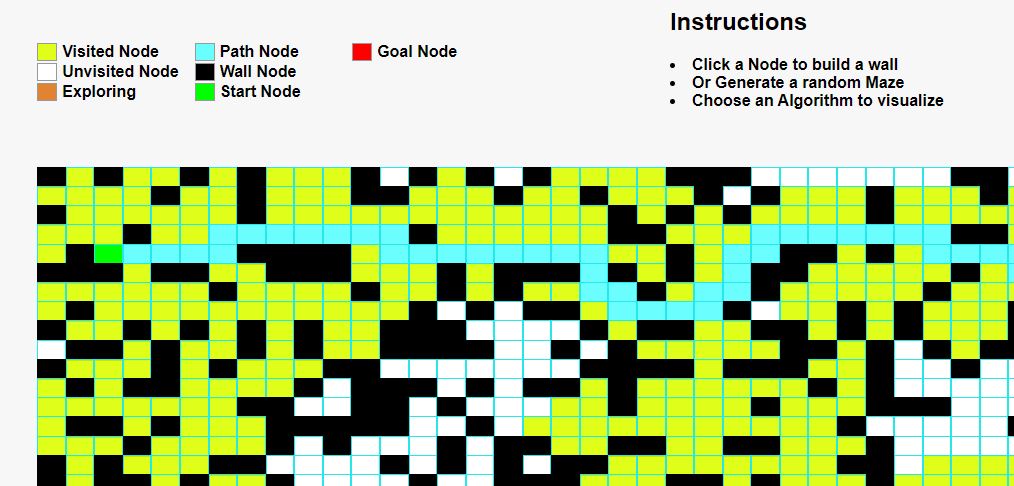 Instructions
Visited Node Path Node Goal Node
Unvisited Node Wall Node
Exploring Start Node
Click a Node to build a wall
Or Generate a random Maze
Choose an Algorithm to visualize